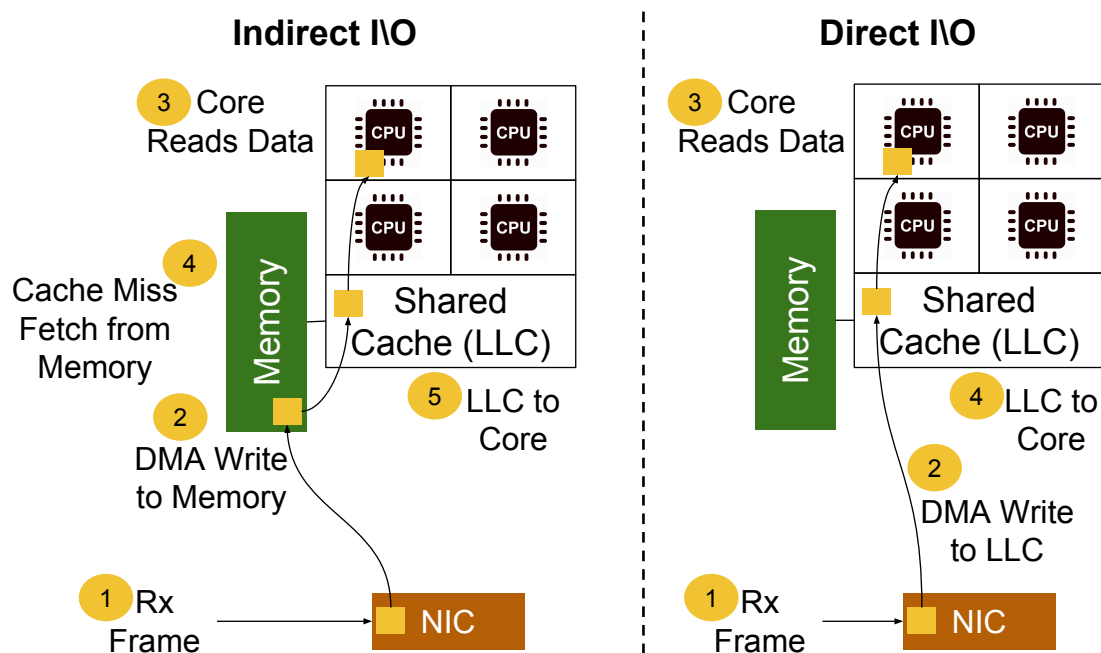 Indirect I\O
3 Core
Reads Data
CPU
CPU
CPU
CPU
4
Cache Miss
Fetch from
Memory
Memory
Shared
Cache (LLC)
5 LLC to
Core
2
DMA Write
to Memory
1 Rx
Frame
NIC
Direct I\O
3 Core
Reads Data
CPU
CPU
CPU
CPU
Memory
Shared
Cache (LLC)
4 LLC to
Core
2
DMA Write
to LLC
1 Rx
Frame
NIC